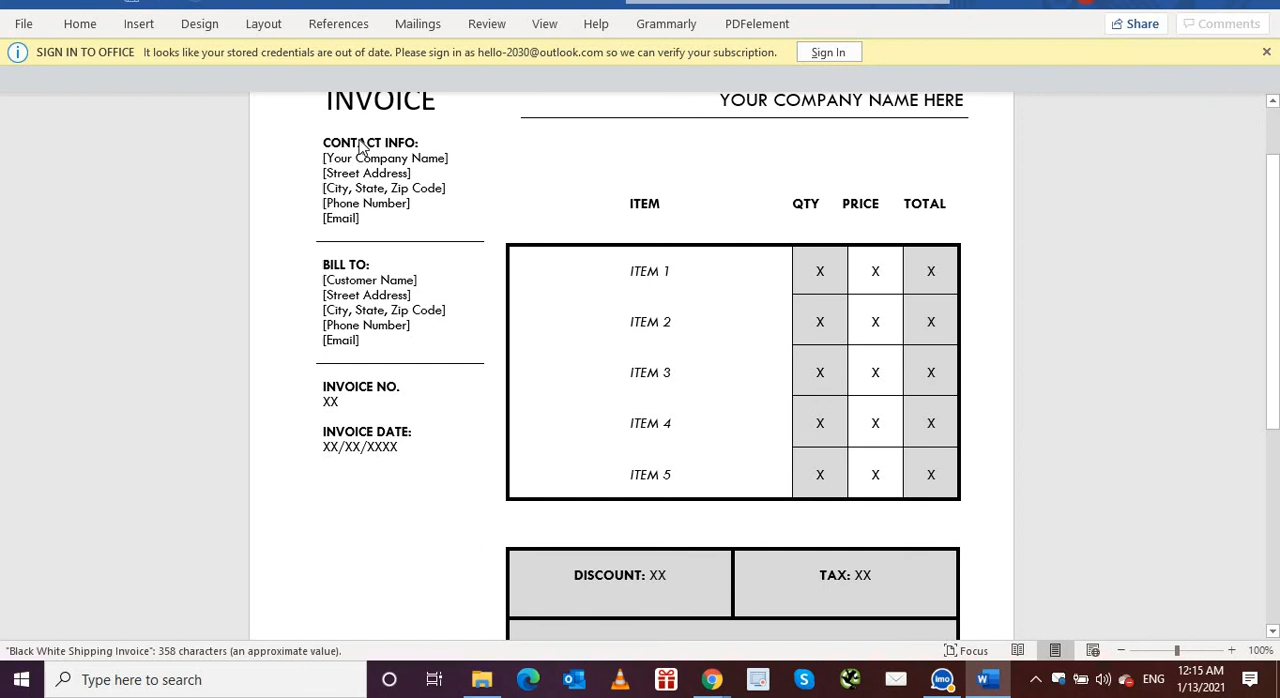 File Home Insert Design Layout References Mailings Review View Help Grammarly PDFelement Share Comments
SIGN IN TO OFFICE It looks like your stored credentials are out of date. Please sign in as hello-2030@outlook.com so we can verify your subscription. Sign In
INVOICE
YOUR COMPANY NAME HERE
CONTACT INFO:
[Your Company Name]
[Street Address]
[City, State, Zip Code]
[Phone Number]
[Email]
BILL TO:
[Customer Name]
[Street Address]
[City, State, Zip Code]
[Phone Number]
[Email]
INVOICE NO.
XX
INVOICE DATE:
XX/XX/XXXX
ITEM QTY PRICE TOTAL
ITEM 1 X X X
ITEM 2 X X X
ITEM 3 X X X
ITEM 4 X X X
ITEM 5 X X X
DISCOUNT: XX TAX: XX
"Black White Shipping Invoice": 358 characters (an approximate value). Focus 100%
Type here to search imo ENG 12:15 AM
1/13/2021